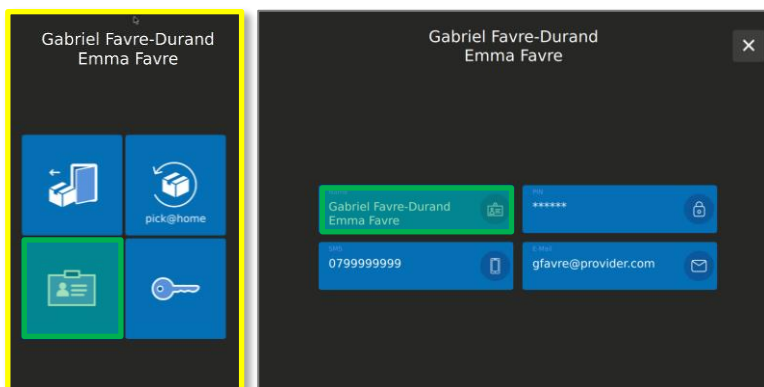 Gabriel Favre-Durand
Emma Favre
pick@home
Gabriel Favre-Durand
Emma Favre
Name
Gabriel Favre-Durand
Emma Favre
PIN
******
SMS
0799999999
E-Mail
gfavre@provider.com